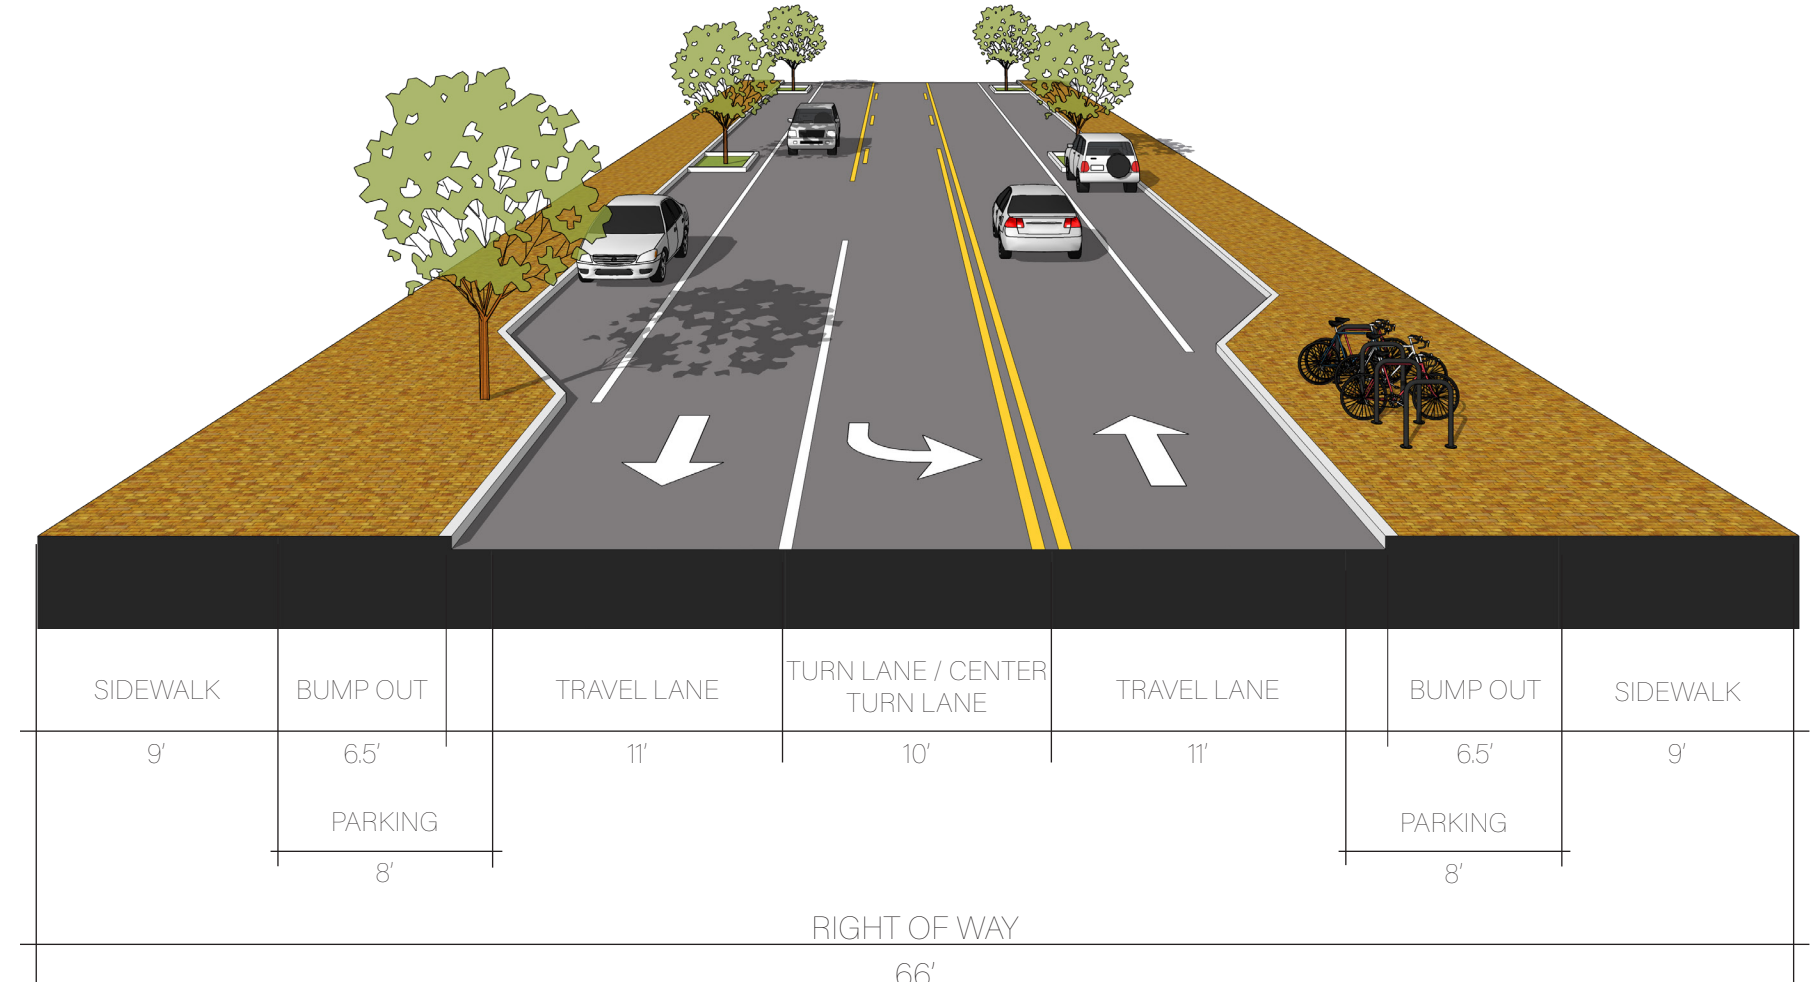 SIDEWALK
BUMP OUT
TRAVEL LANE
TURN LANE / CENTER
TURN LANE
TRAVEL LANE
BUMP OUT
SIDEWALK
9'
6.5'
11'
10'
11'
6.5'
9'
PARKING
PARKING
8'
8'
RIGHT OF WAY
66'